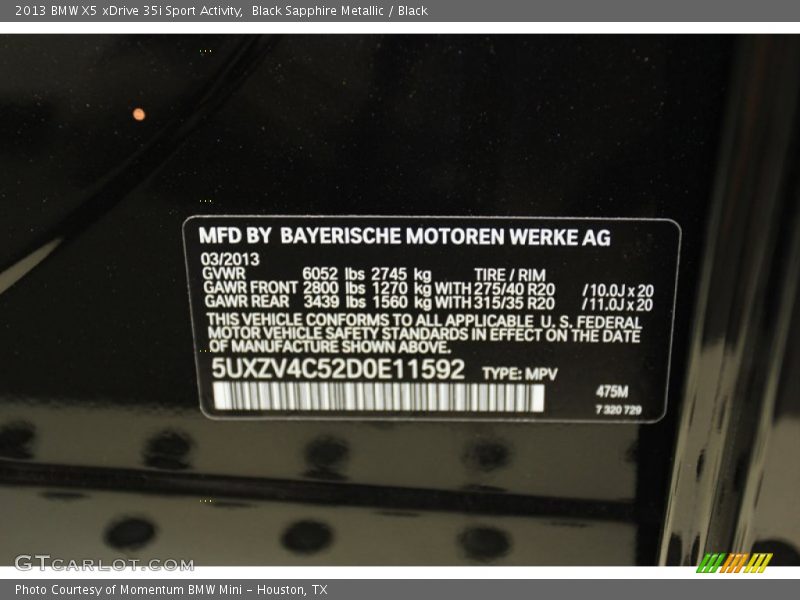 2013 BMW X5 xDrive 35i Sport Activity,  Black Sapphire Metallic / Black
MFD BY BAYERISCHE MOTOREN WERKE AG
03/2013
GVWR 6052 lbs 2745 kg TIRE / RIM
GAWR FRONT 2800 lbs 1270 kg WITH 275/40 R20 /10.0J x 20
GAWR REAR 3439 lbs 1560 kg WITH 315/35 R20 /11.0J x 20
THIS VEHICLE CONFORMS TO ALL APPLICABLE U. S. FEDERAL
MOTOR VEHICLE SAFETY STANDARDS IN EFFECT ON THE DATE
OF MANUFACTURE SHOWN ABOVE.
5UXZV4C52D0E11592 TYPE: MPV
475M
7 320 729
GTCARLOT.COM
Photo Courtesy of Momentum BMW Mini - Houston, TX